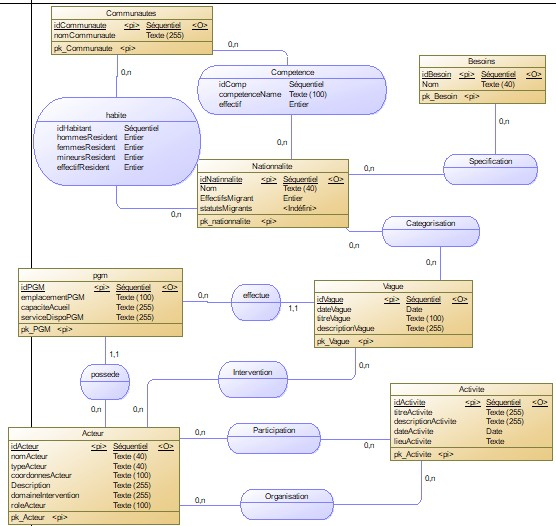 Communautes
idCommunaute <pi> Séquentiel <O>
nomCommunaute Texte (255)
pk_Communaute <pi>
0,n
0,n
Competence
idComp Séquentiel
competenceName Texte (100)
effectif Entier
Besoins
idBesoin <pi> Séquentiel <O>
Nom Texte (40)
pk_Besoin <pi>
0,n
habite
idHabitant Séquentiel
hommesResident Entier
femmesResident Entier
mineursResident Entier
effectifResident Entier
0,n
Nationnalite
idNatinnalite <pi> Séquentiel <O>
Nom Texte (40)
EffectifsMigrant Entier
statutsMigrants <Indéfini>
pk_nationnalite <pi>
0,n
Specification
0,n
Categorisation
0,n
0,n
pgm
idPGM <pi> Séquentiel <O>
emplacementPGM Texte (100)
capaciteAcueil Texte (255)
serviceDispoPGM Texte (255)
pk_PGM <pi>
0,n
effectue
1,1
Vague
idVague <pi> Séquentiel <O>
dateVague Date
titreVague Texte (100)
descriptionVague Texte (255)
pk_Vague <pi>
1,1
possede
0,n
Intervention
0,n
0,n
Activite
idActivite <pi> Séquentiel <O>
titreActivite Texte (255)
descriptionActivite Texte (255)
dateActivite Date
lieuActivite Texte
pk_Activite <pi>
Acteur
idActeur <pi> Séquentiel <O>
nomActeur Texte (40)
typeActeur Texte (40)
coordonnesActeur Texte (100)
Description Texte (255)
domaineIntervention Texte (255)
roleActeur Texte (100)
pk_Acteur <pi>
0,n
Participation
0,n
0,n
Organisation
0,n